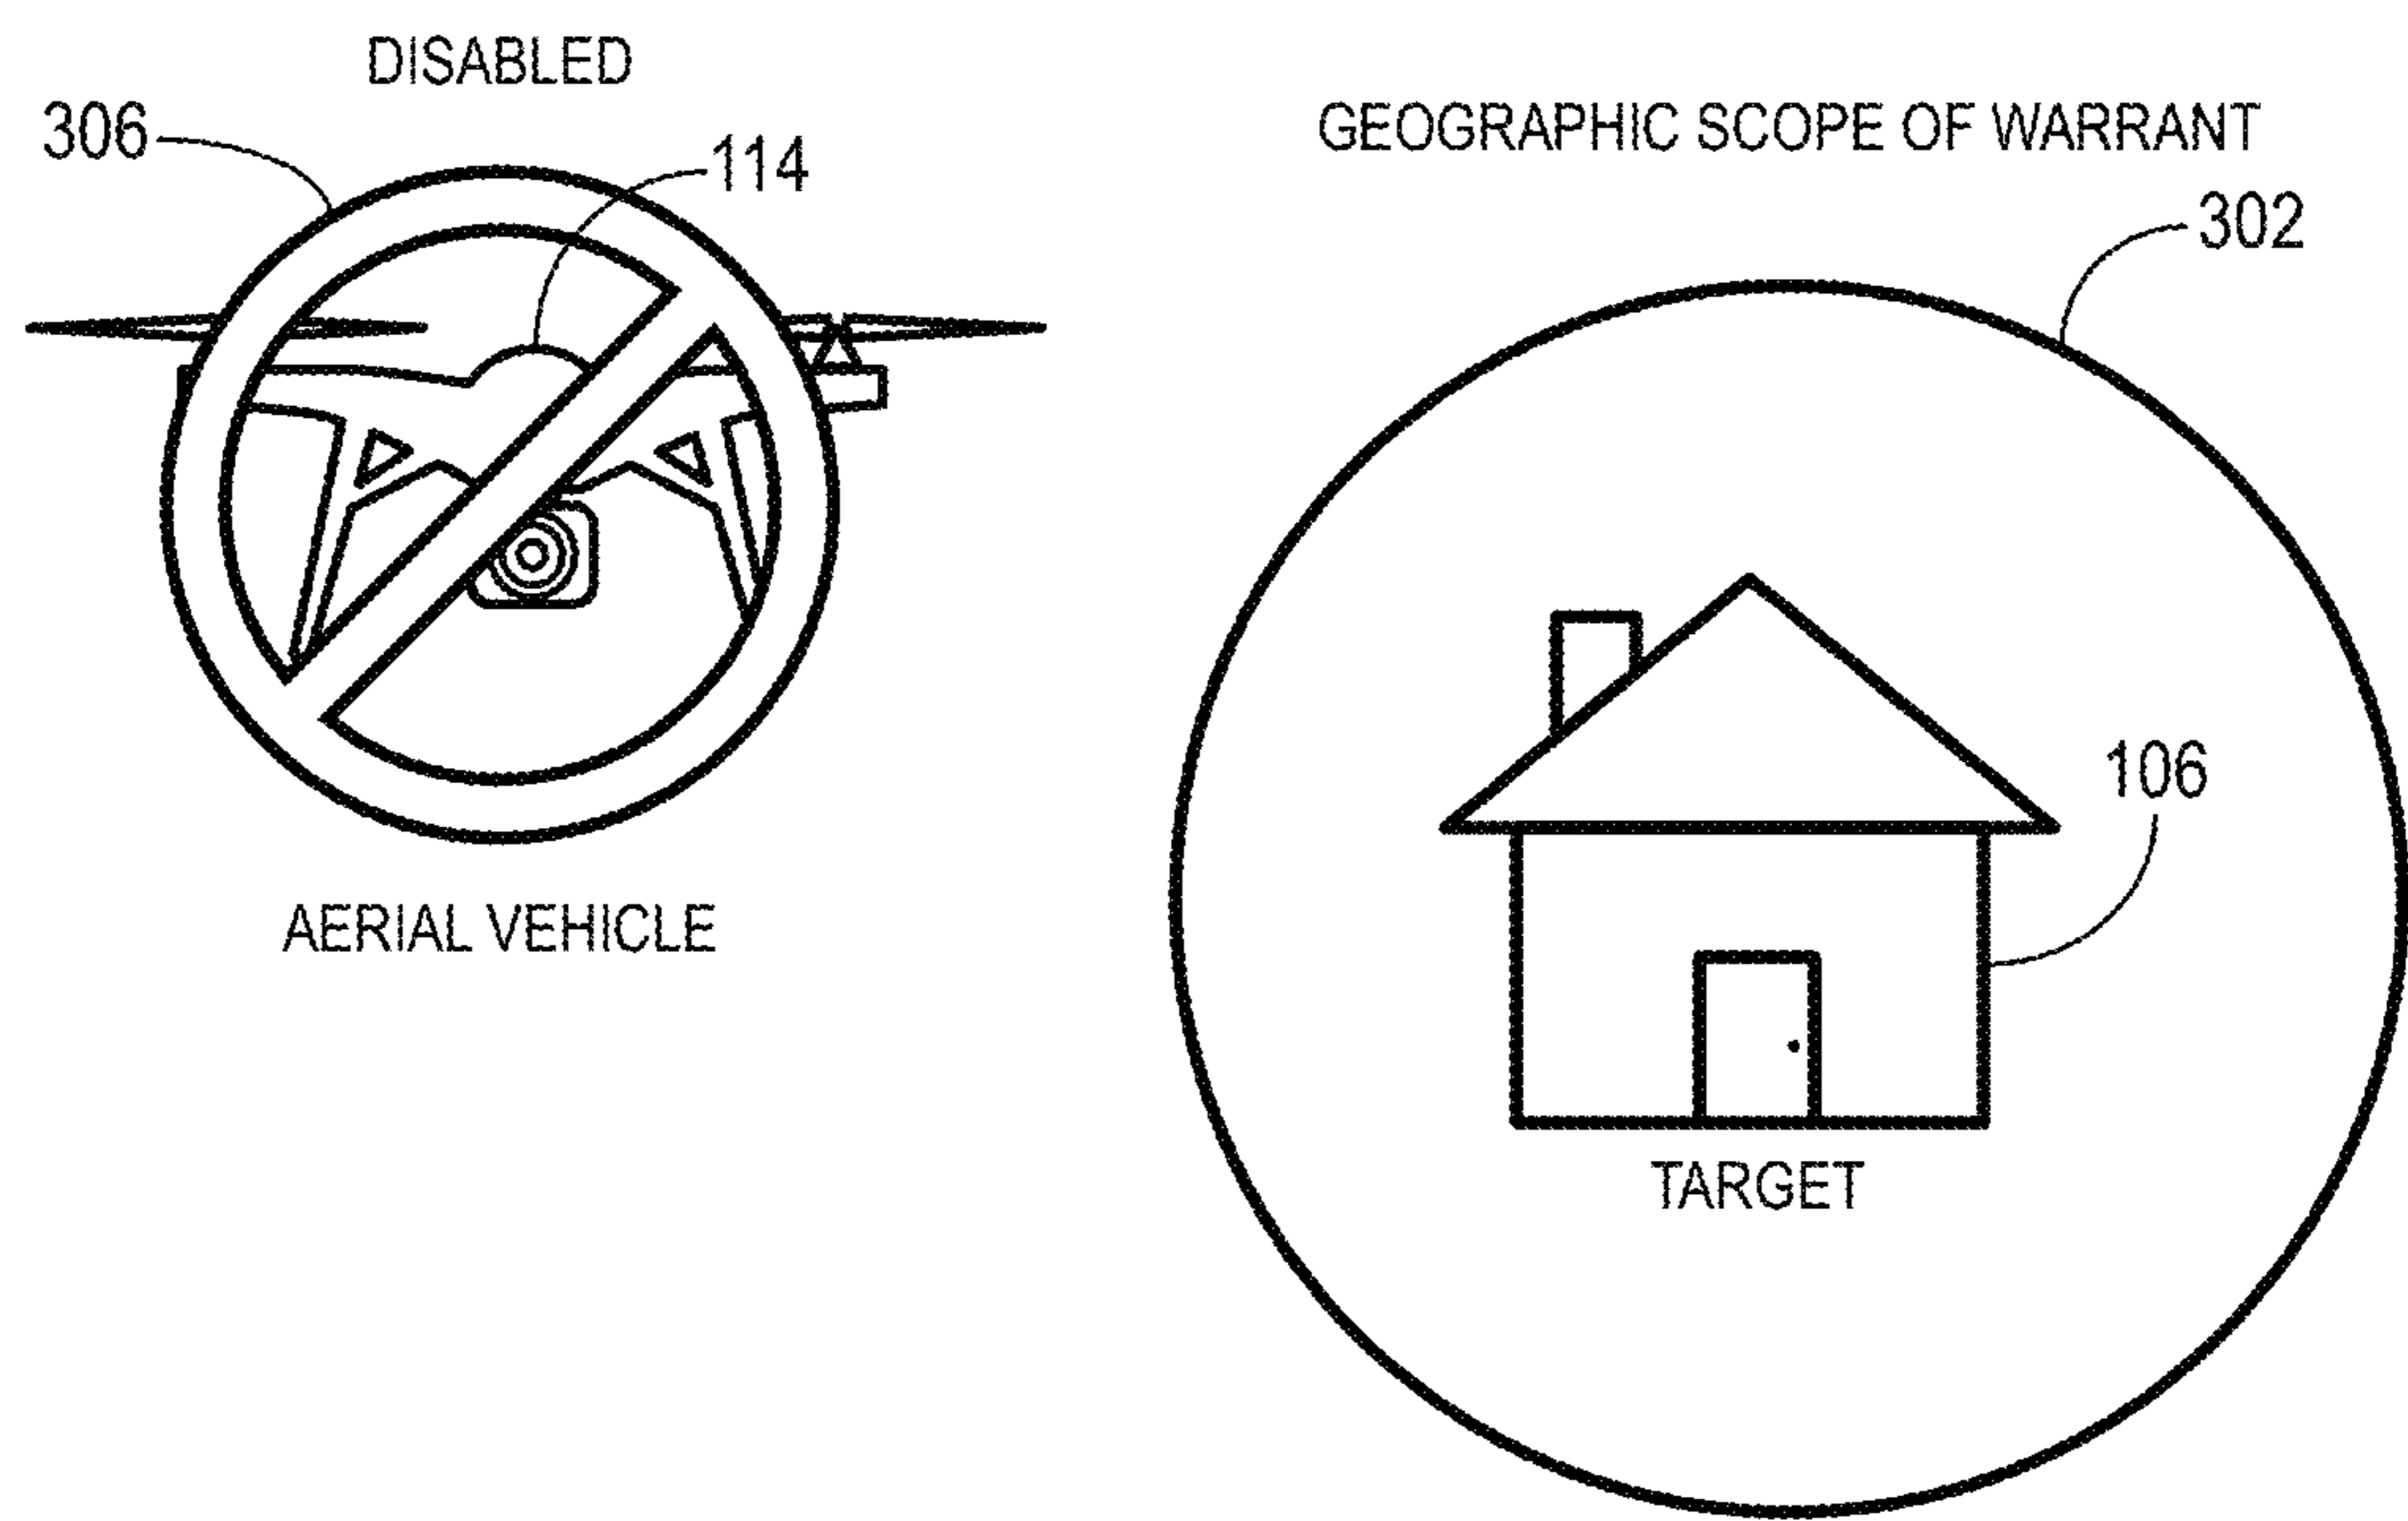 DISABLED
306
114
AERIAL VEHICLE
GEOGRAPHIC SCOPE OF WARRANT
302
106
TARGET